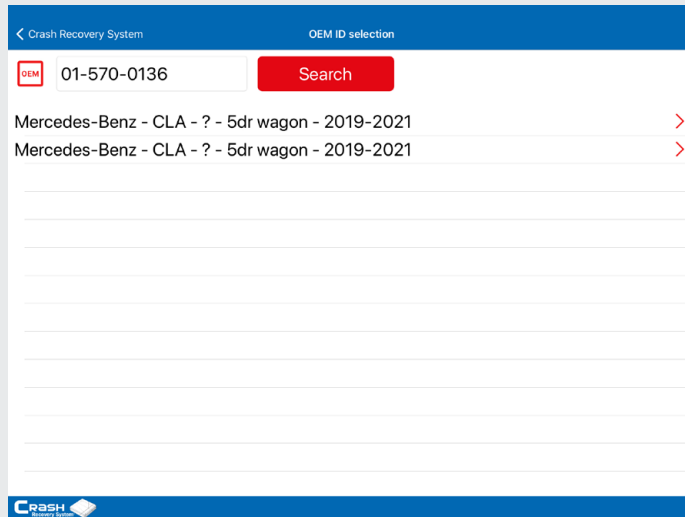 Crash Recovery System
OEM ID selection
OEM
01-570-0136
Search
Mercedes-Benz - CLA - ? - 5dr wagon - 2019-2021
Mercedes-Benz - CLA - ? - 5dr wagon - 2019-2021
CRASH
Recovery System